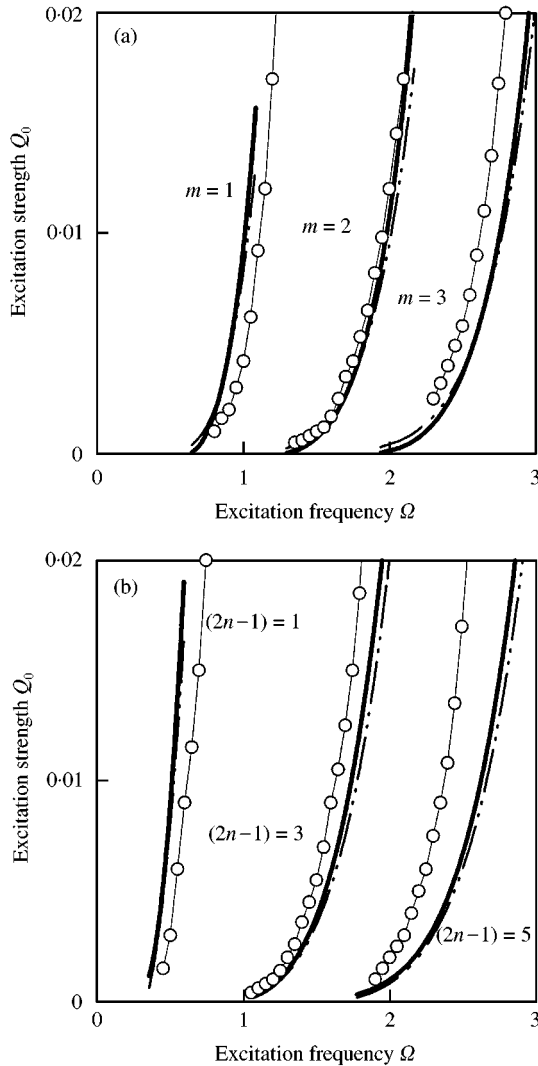 0·02
(a)
m = 1
m = 2
0·01
m = 3
Excitation strength Q0
0
0
1
2
3
Excitation frequency Ω
0·02
(b)
(2n−1) = 1
0·01
(2n−1) = 3
(2n−1) = 5
Excitation strength Q0
0
0
1
2
3
Excitation frequency Ω